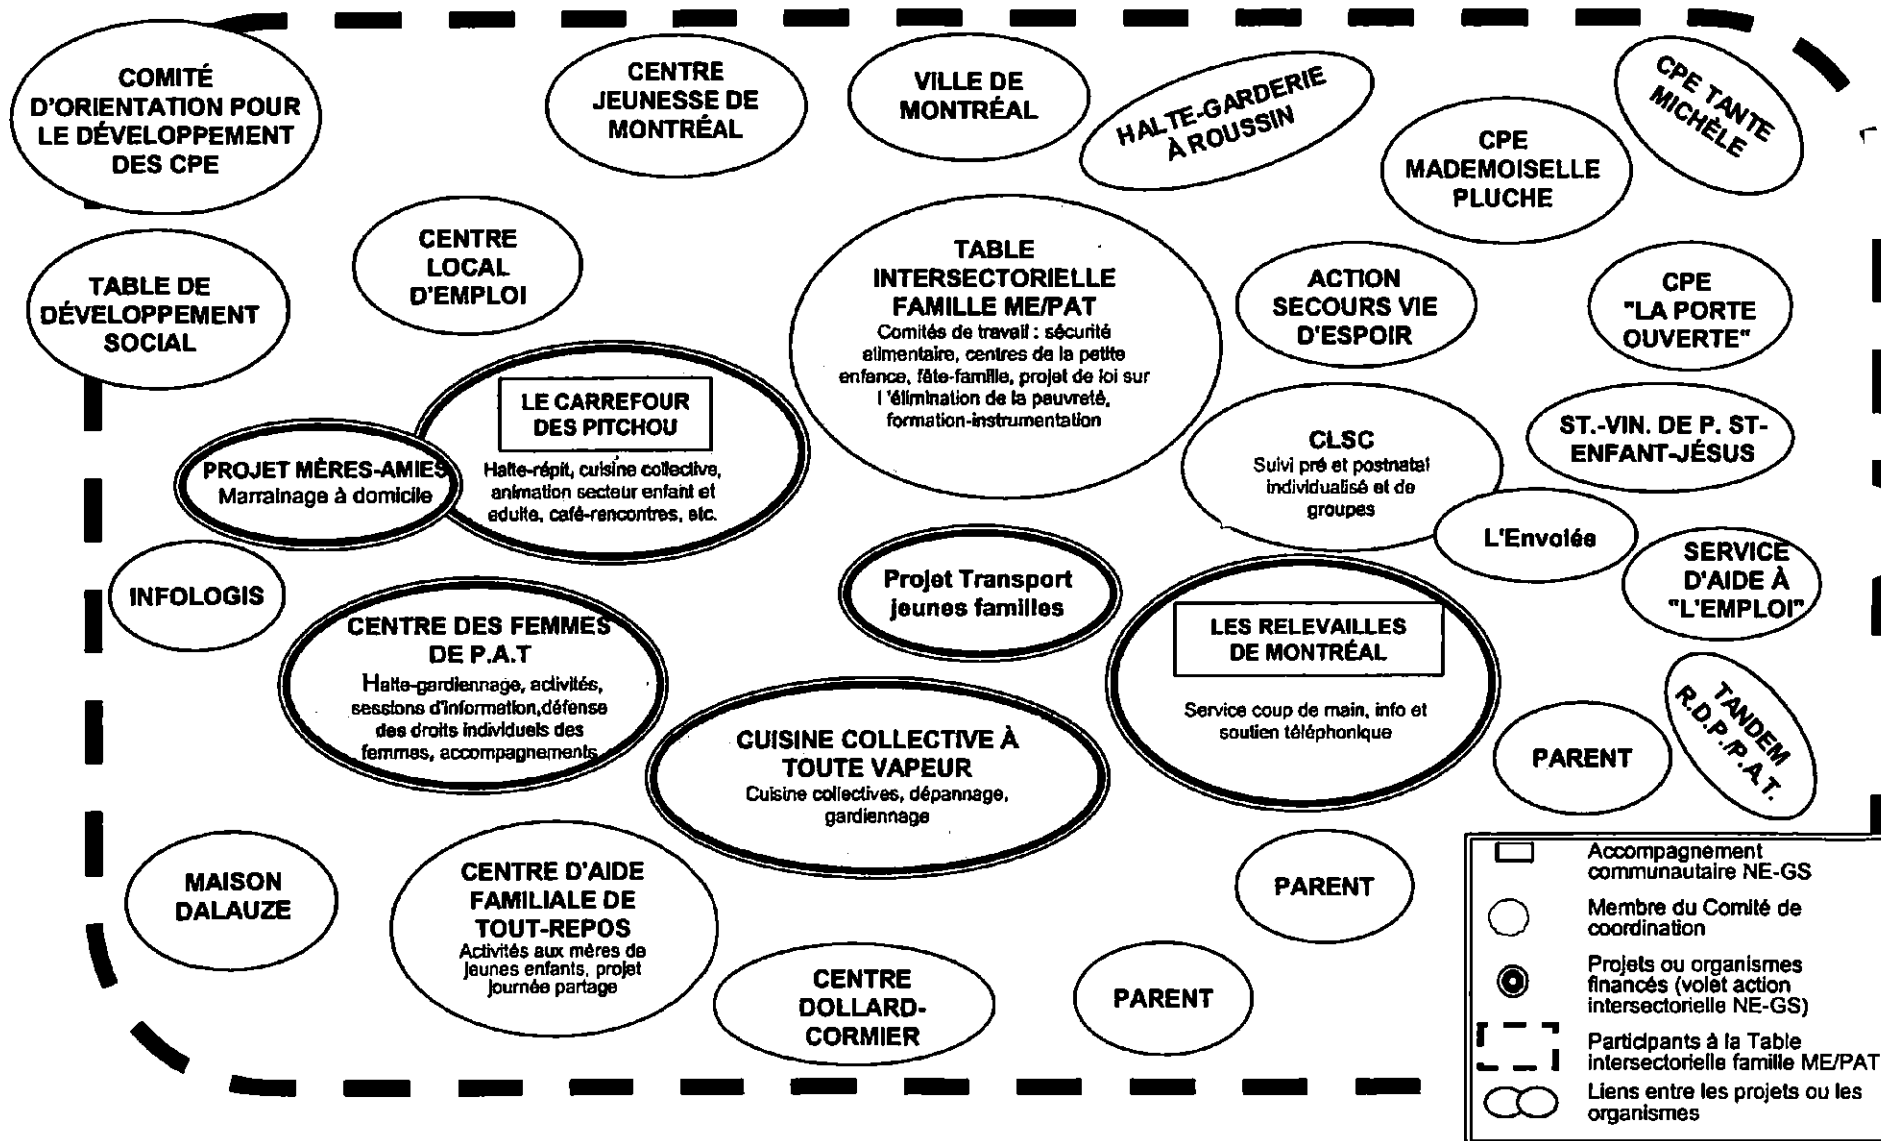 COMITÉ
D'ORIENTATION POUR
LE DÉVELOPPEMENT
DES CPE
CENTRE
JEUNESSE DE
MONTRÉAL
VILLE DE
MONTRÉAL
HALTE-GARDERIE
À ROUSSIN
CPE
MADEMOISELLE
PLUCHE
CPE TANTE
MICHÈLE
TABLE DE
DÉVELOPPEMENT
SOCIAL
CENTRE
LOCAL
D'EMPLOI
TABLE
INTERSECTORIELLE
FAMILLE ME/PAT
Comités de travail : sécurité
alimentaire, centres de la petite
enfance, fête-famille, projet de loi sur
l 'élimination de la pauvreté,
formation-instrumentation
ACTION
SECOURS VIE
D'ESPOIR
CPE
"LA PORTE
OUVERTE"
LE CARREFOUR
DES PITCHOU
Halte-répit, cuisine collective,
animation secteur enfant et
adulte, café-rencontres, etc.
PROJET MÈRES-AMIES
Marrainage à domicile
CLSC
Suivi pré et postnatal
individualisé et de
groupes
ST.-VIN. DE P. ST-
ENFANT-JÉSUS
L'Envolée
INFOLOGIS
Projet Transport
jeunes familles
SERVICE
D'AIDE À
"L'EMPLOI"
CENTRE DES FEMMES
DE P.A.T
Halte-gardiennage, activités,
sessions d'information,défense
des droits individuels des
femmes, accompagnements
LES RELEVAILLES
DE MONTRÉAL
Service coup de main, info et
soutien téléphonique
TANDEM
R.D.P./P.A.T.
CUISINE COLLECTIVE À
TOUTE VAPEUR
Cuisine collectives, dépannage,
gardiennage
PARENT
MAISON
DALAUZE
CENTRE D'AIDE
FAMILIALE DE
TOUT-REPOS
Activités aux mères de
jeunes enfants, projet
journée partage
PARENT
CENTRE
DOLLARD-
CORMIER
PARENT
Accompagnement
communautaire NE-GS
Membre du Comité de
coordination
Projets ou organismes
financés (volet action
intersectorielle NE-GS)
Participants à la Table
intersectorielle famille ME/PAT
Liens entre les projets ou les
organismes